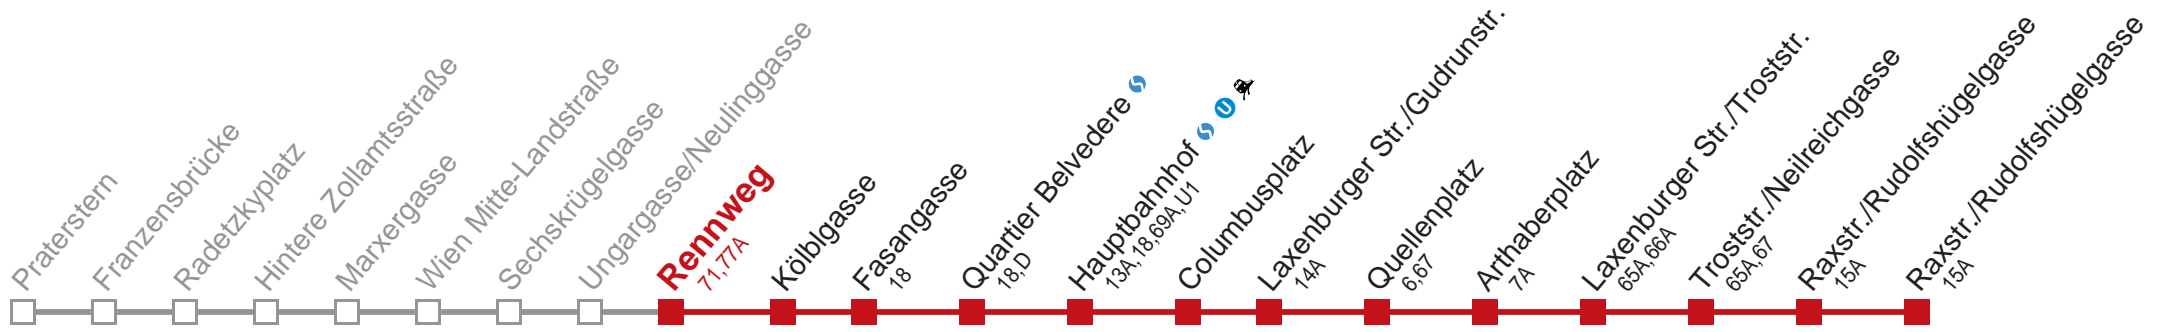 Praterstern
Franzensbrücke
Radetzkyplatz
Hintere Zollamtsstraße
Marxergasse
Wien Mitte-Landstraße
Sechskrügelgasse
Ungargasse/Neulinggasse
Rennweg
71,77A
Kölblgasse
Fasangasse
18
Quartier Belvedere S
18,D
Hauptbahnhof S U
13A,18,69A,U1
Columbusplatz
Laxenburger Str./Gudrunstr.
14A
Quellenplatz
6,67
Arthaberplatz
7A
Laxenburger Str./Troststr.
65A,66A
Troststr./Neilreichgasse
65A,67
Raxstr./Rudolfshügelgasse
15A
Raxstr./Rudolfshügelgasse
15A